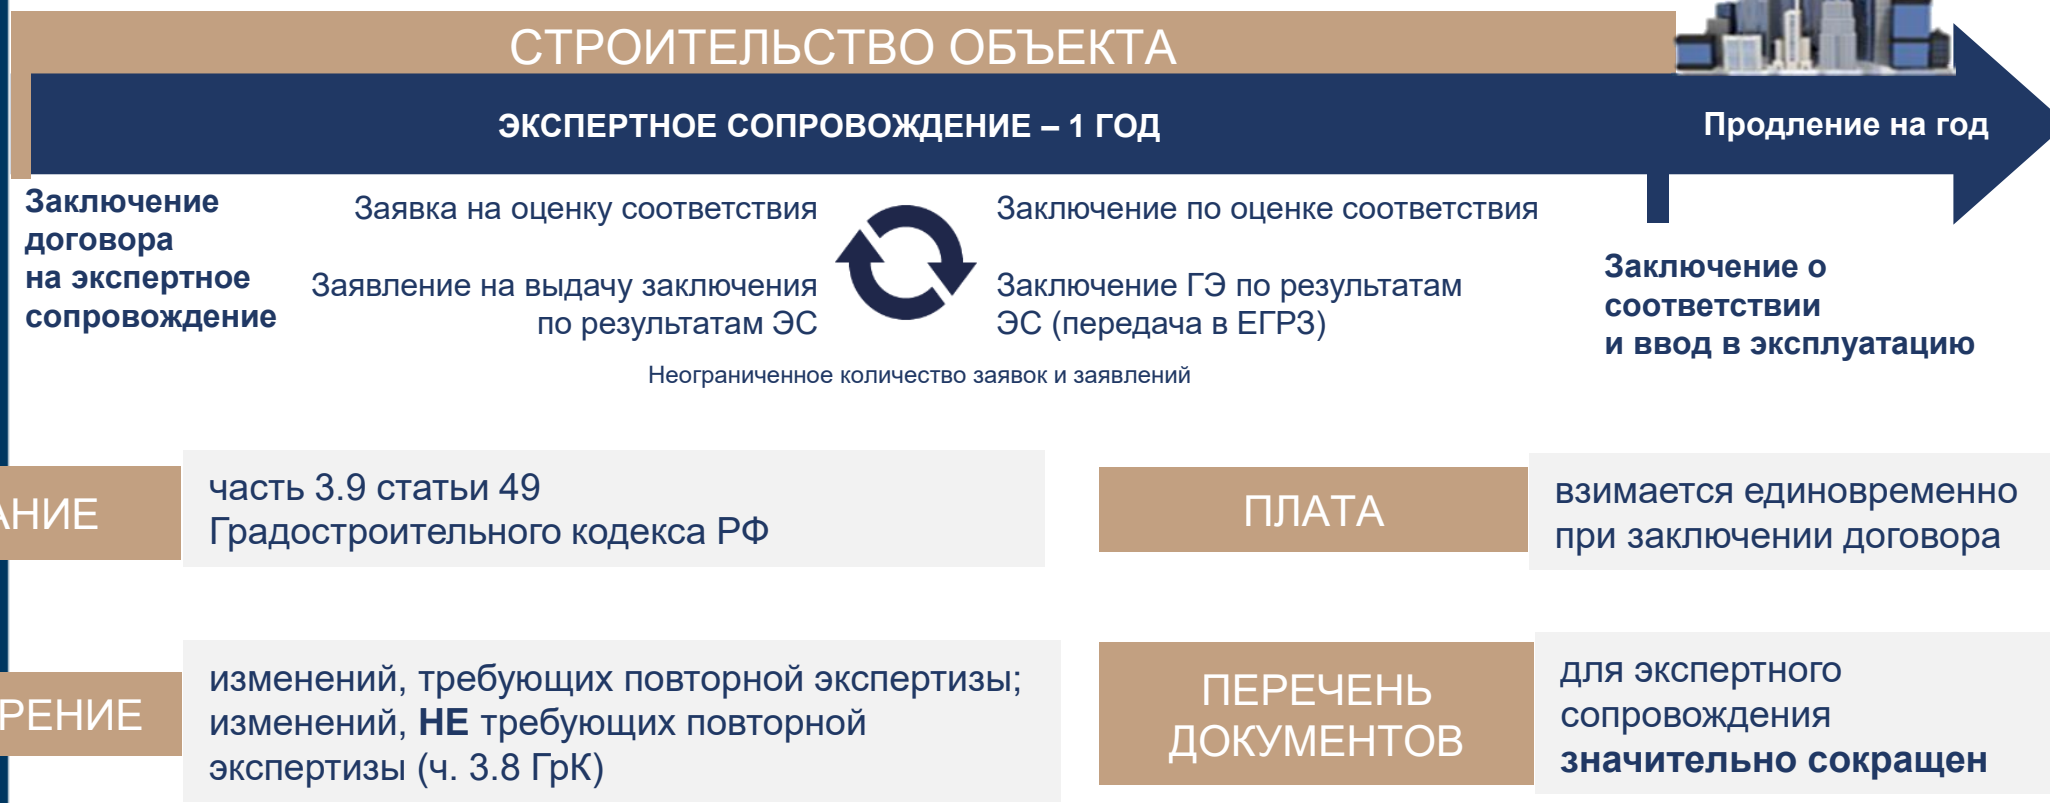 СТРОИТЕЛЬСТВО ОБЪЕКТА
ЭКСПЕРТНОЕ СОПРОВОЖДЕНИЕ – 1 ГОД
Продление на год
Заключение
договора
на экспертное
сопровождение
Заявка на оценку соответствия
Заявление на выдачу заключения
по результатам ЭС
Заключение по оценке соответствия
Заключение ГЭ по результатам
ЭС (передача в ЕГРЗ)
Неограниченное количество заявок и заявлений
Заключение о
соответствии
и ввод в эксплуатацию
АНИЕ
часть 3.9 статьи 49
Градостроительного кодекса РФ
ПЛАТА
взимается единовременно
при заключении договора
РЕНИЕ
изменений, требующих повторной экспертизы;
изменений, НЕ требующих повторной
экспертизы (ч. 3.8 ГрК)
ПЕРЕЧЕНЬ
ДОКУМЕНТОВ
для экспертного
сопровождения
значительно сокращен